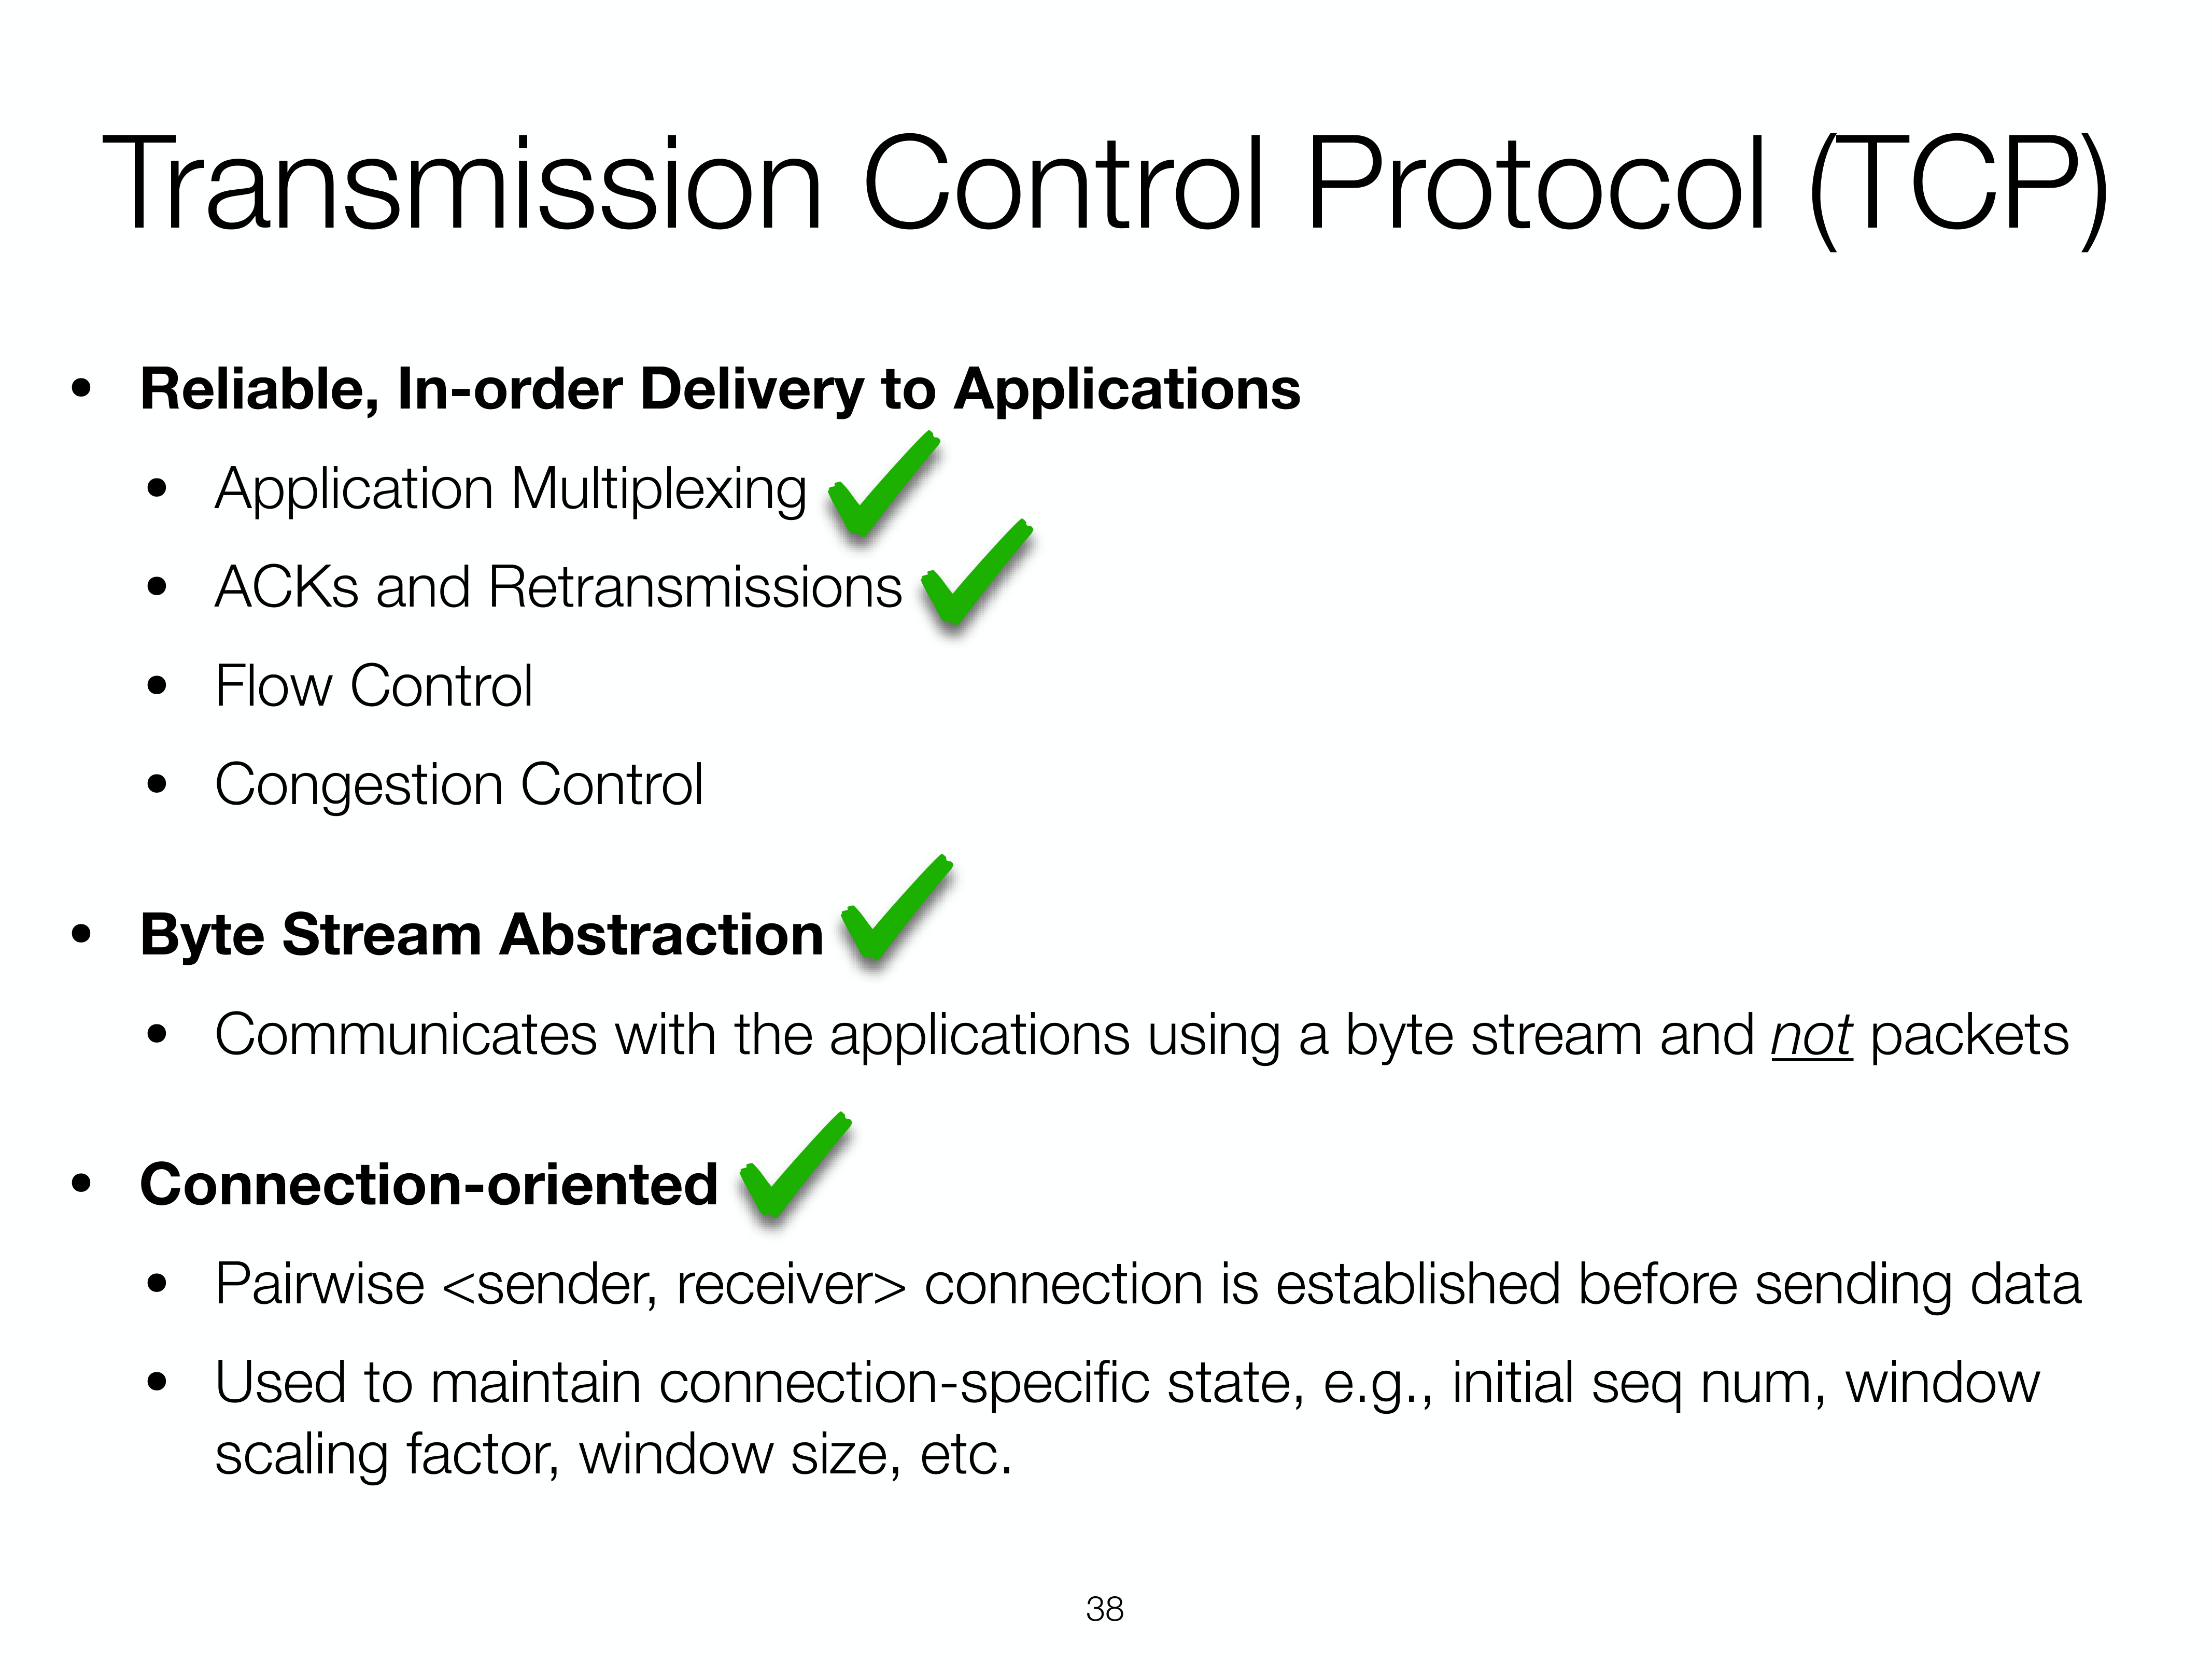 Transmission Control Protocol (TCP)
• Reliable, In-order Delivery to Applications
• Application Multiplexing
• ACKs and Retransmissions
• Flow Control
• Congestion Control
• Byte Stream Abstraction
• Communicates with the applications using a byte stream and not packets
• Connection-oriented
• Pairwise <sender, receiver> connection is established before sending data
• Used to maintain connection-specific state, e.g., initial seq num, window
scaling factor, window size, etc.
38